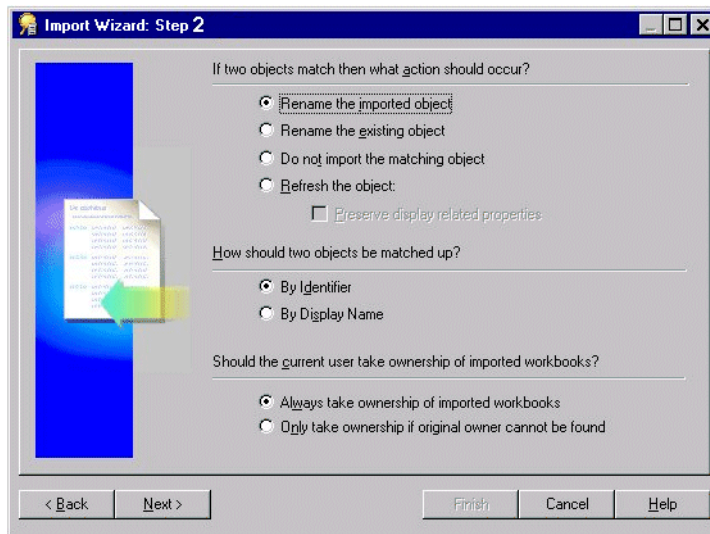 Import Wizard: Step 2
If two objects match then what action should occur?
Rename the imported object
Rename the existing object
Do not import the matching object
Refresh the object:
Preserve display related properties
How should two objects be matched up?
By Identifier
By Display Name
Should the current user take ownership of imported workbooks?
Always take ownership of imported workbooks
Only take ownership if original owner cannot be found
< Back Next > Finish Cancel Help